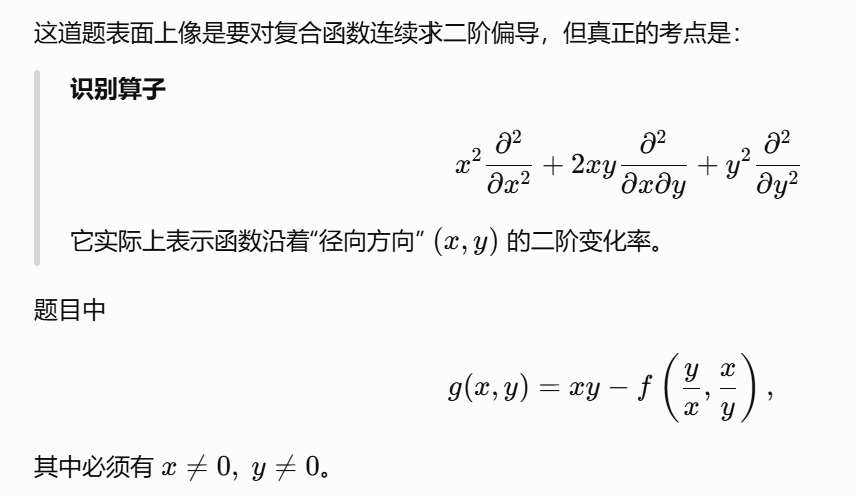 这道题表面上像是要对复合函数连续求二阶偏导，但真正的考点是：
识别算子
$x^2 \frac{\partial^2}{\partial x^2} + 2xy \frac{\partial^2}{\partial x \partial y} + y^2 \frac{\partial^2}{\partial y^2}$
它实际上表示函数沿着“径向方向” $(x, y)$ 的二阶变化率。
题目中
$g(x, y) = xy - f\left(\frac{y}{x}, \frac{x}{y}\right),$
其中必须有 $x \neq 0, \ y \neq 0$。